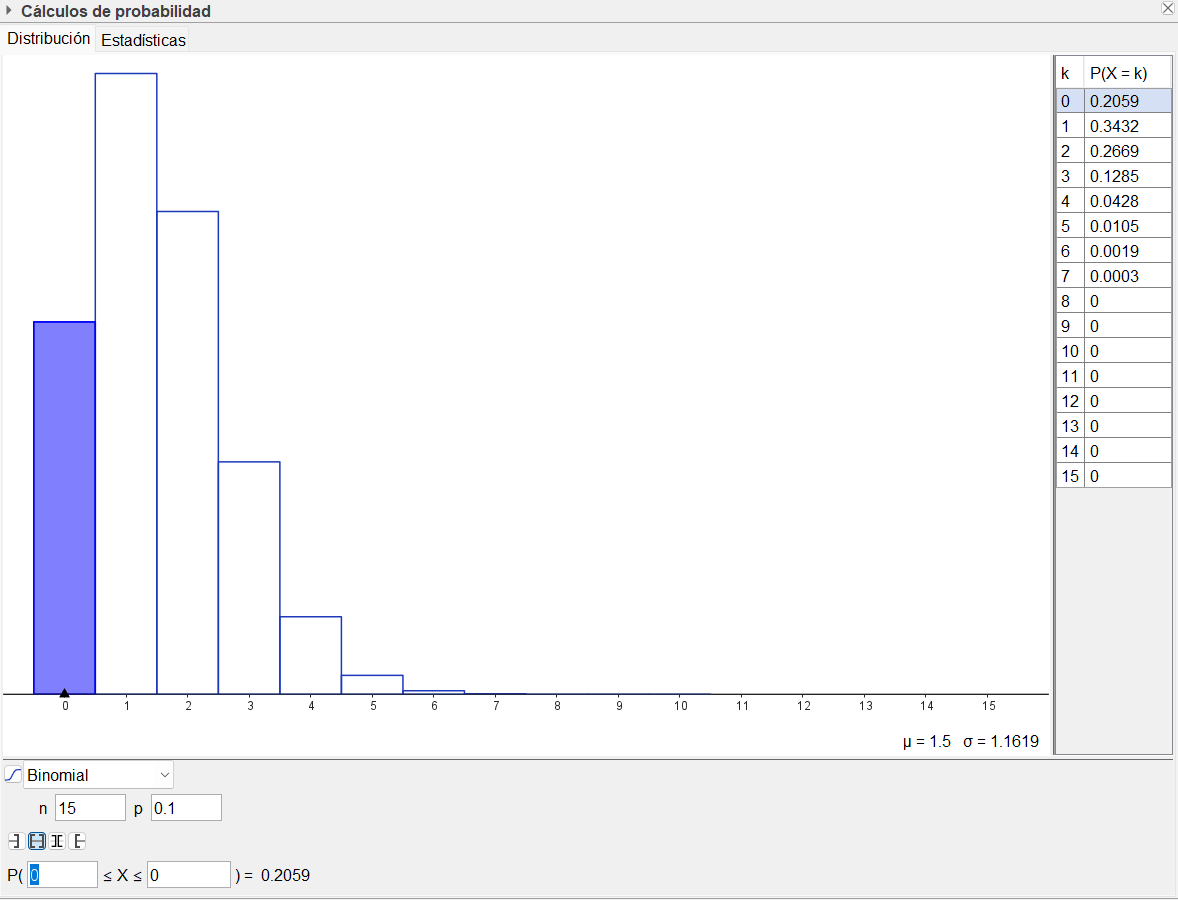 Cálculos de probabilidad
Distribución Estadísticas
k P(X = k)
0 0.2059
1 0.3432
2 0.2669
3 0.1285
4 0.0428
5 0.0105
6 0.0019
7 0.0003
8 0
9 0
10 0
11 0
12 0
13 0
14 0
15 0
0 1 2 3 4 5 6 7 8 9 10 11 12 13 14 15
μ = 1.5 σ = 1.1619
Binomial
n 15 p 0.1
P( 0 ≤ X ≤ 0 ) = 0.2059